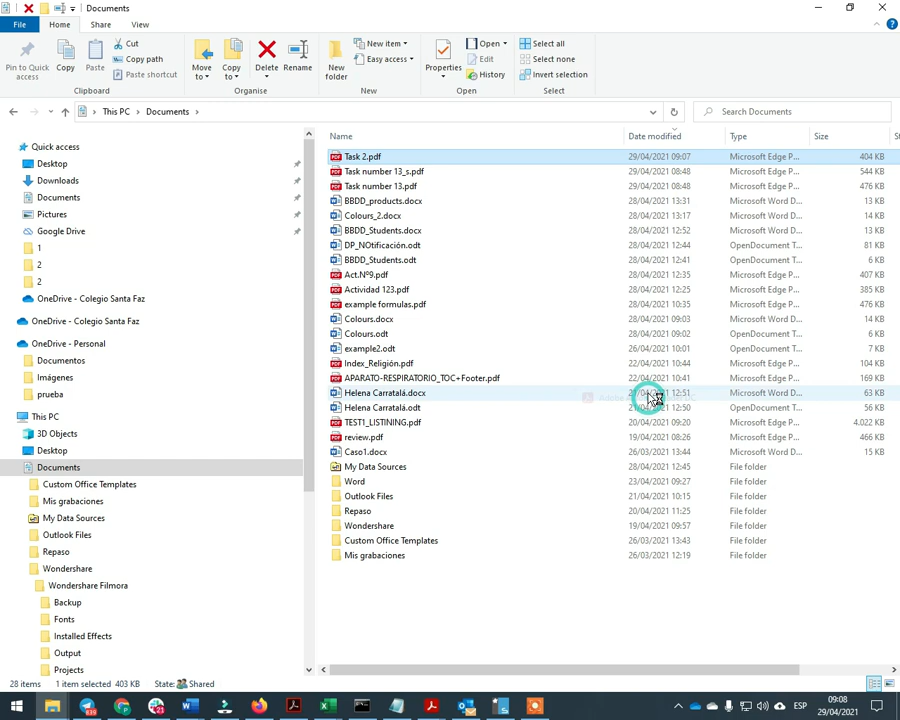 Documents
File
Home
Share
View
Pin to Quick access
Copy
Paste
Cut
Copy path
Paste shortcut
Clipboard
Move to
Copy to
Delete
Rename
Organise
New folder
New item
Easy access
New
Properties
Open
Edit
History
Open
Select all
Select none
Invert selection
Select
This PC
Documents
Search Documents
Quick access
Desktop
Downloads
Documents
Pictures
Google Drive
1
2
2
OneDrive - Colegio Santa Faz
OneDrive - Colegio Santa Faz
OneDrive - Personal
Documentos
Imágenes
prueba
This PC
3D Objects
Desktop
Documents
Custom Office Templates
Mis grabaciones
My Data Sources
Outlook Files
Repaso
Wondershare
Wondershare Filmora
Backup
Fonts
Installed Effects
Output
Projects
Name Date modified Type Size
Task 2.pdf 29/04/2021 09:07 Microsoft Edge P... 404 KB
Task number 13_s.pdf 29/04/2021 08:48 Microsoft Edge P... 544 KB
Task number 13.pdf 29/04/2021 08:48 Microsoft Edge P... 476 KB
BBDD_products.docx 28/04/2021 13:31 Microsoft Word D... 13 KB
Colours_2.docx 28/04/2021 13:17 Microsoft Word D... 14 KB
BBDD_Students.docx 28/04/2021 12:52 Microsoft Word D... 13 KB
DP_NOtificación.odt 28/04/2021 12:44 OpenDocument T... 81 KB
BBDD_Students.odt 28/04/2021 12:40 OpenDocument T... 6 KB
Act.Nº9.pdf 28/04/2021 12:35 Microsoft Edge P... 407 KB
Actividad 123.pdf 28/04/2021 12:25 Microsoft Edge P... 385 KB
example formulas.pdf 28/04/2021 10:35 Microsoft Edge P... 476 KB
Colours.docx 28/04/2021 09:03 Microsoft Word D... 14 KB
Colours.odt 28/04/2021 09:02 OpenDocument T... 6 KB
example2.odt 26/04/2021 10:01 OpenDocument T... 7 KB
Index_Religión.pdf 22/04/2021 10:44 Microsoft Edge P... 104 KB
APARATO-RESPIRATORIO_TOC+Footer.pdf 22/04/2021 10:41 Microsoft Edge P... 169 KB
Helena Carratalá.docx 21/04/2021 12:51 Microsoft Word D... 63 KB
Helena Carratalá.odt 21/04/2021 12:50 OpenDocument T... 56 KB
TEST1_LISTINING.pdf 20/04/2021 09:20 Microsoft Edge P... 4.022 KB
review.pdf 19/04/2021 08:26 Microsoft Edge P... 466 KB
Caso1.docx 26/03/2021 13:44 Microsoft Word D... 15 KB
My Data Sources 28/04/2021 12:45 File folder
Word 23/04/2021 09:27 File folder
Outlook Files 21/04/2021 10:15 File folder
Repaso 20/04/2021 11:25 File folder
Wondershare 19/04/2021 09:57 File folder
Custom Office Templates 26/03/2021 13:43 File folder
Mis grabaciones 26/03/2021 12:19 File folder
28 items 1 item selected 403 KB State: Shared
ESP
09:08
29/04/2021